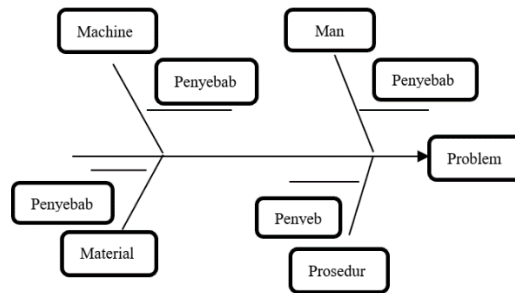 Machine
Man
Penyebab
Penyebab
Problem
Penyebab
Penyeb
Material
Prosedur